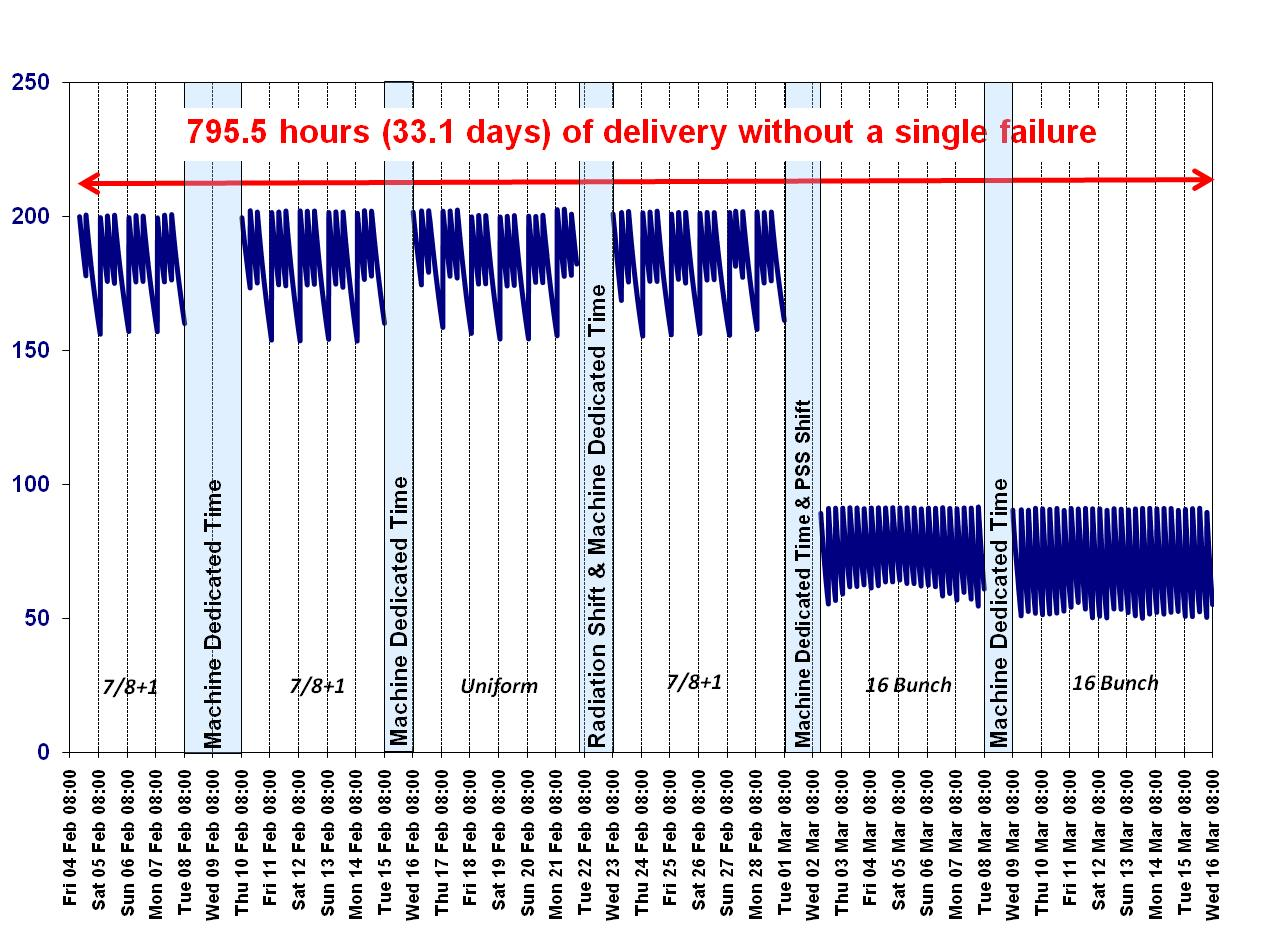 250
200
150
100
50
0
795.5 hours (33.1 days) of delivery without a single failure
Machine Dedicated Time
Machine Dedicated Time
Radiation Shift & Machine Dedicated Time
Machine Dedicated Time & PSS Shift
Machine Dedicated Time
7/8+1
7/8+1
Uniform
7/8+1
16 Bunch
16 Bunch
Fri 04 Feb 08:00
Sat 05 Feb 08:00
Sun 06 Feb 08:00
Mon 07 Feb 08:00
Tue 08 Feb 08:00
Wed 09 Feb 08:00
Thu 10 Feb 08:00
Fri 11 Feb 08:00
Sat 12 Feb 08:00
Sun 13 Feb 08:00
Mon 14 Feb 08:00
Tue 15 Feb 08:00
Wed 16 Feb 08:00
Thu 17 Feb 08:00
Fri 18 Feb 08:00
Sat 19 Feb 08:00
Sun 20 Feb 08:00
Mon 21 Feb 08:00
Tue 22 Feb 08:00
Wed 23 Feb 08:00
Thu 24 Feb 08:00
Fri 25 Feb 08:00
Sat 26 Feb 08:00
Sun 27 Feb 08:00
Mon 28 Feb 08:00
Tue 01 Mar 08:00
Wed 02 Mar 08:00
Thu 03 Mar 08:00
Fri 04 Mar 08:00
Sat 05 Mar 08:00
Sun 06 Mar 08:00
Mon 07 Mar 08:00
Tue 08 Mar 08:00
Wed 09 Mar 08:00
Thu 10 Mar 08:00
Fri 11 Mar 08:00
Sat 12 Mar 08:00
Sun 13 Mar 08:00
Mon 14 Mar 08:00
Tue 15 Mar 08:00
Wed 16 Mar 08:00